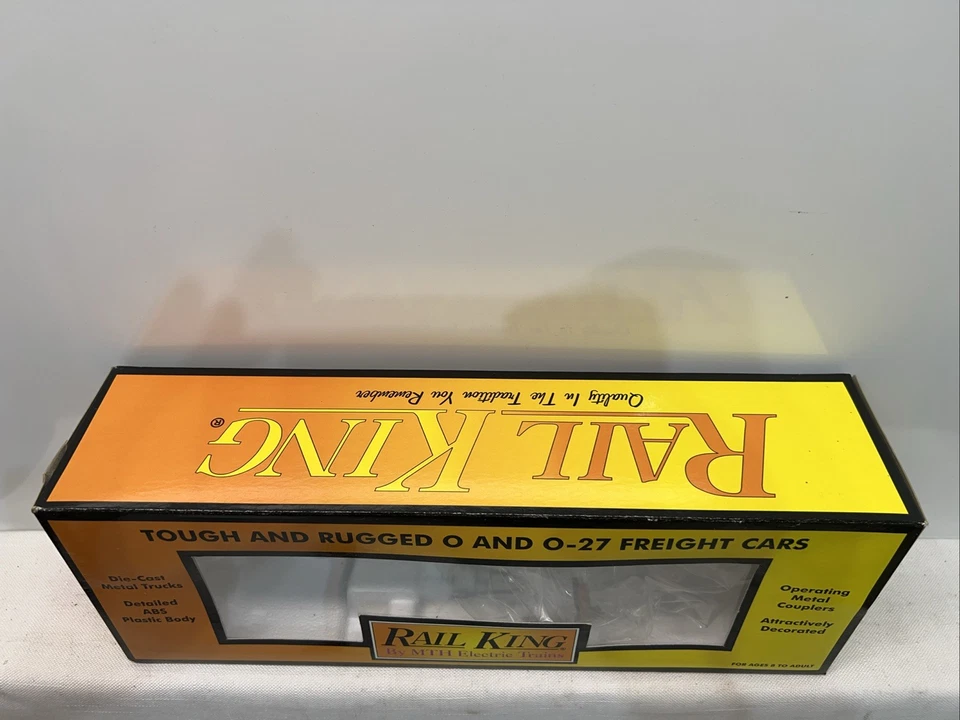 Quality In The Tradition You Remember
RAIL KING®
TOUGH AND RUGGED O AND O-27 FREIGHT CARS
Die-Cast
Metal Trucks
Detailed
ABS
Plastic Body
RAIL KING
By MTH Electric Trains
Operating
Metal
Couplers
Attractively
Decorated
FOR AGES 8 TO ADULT